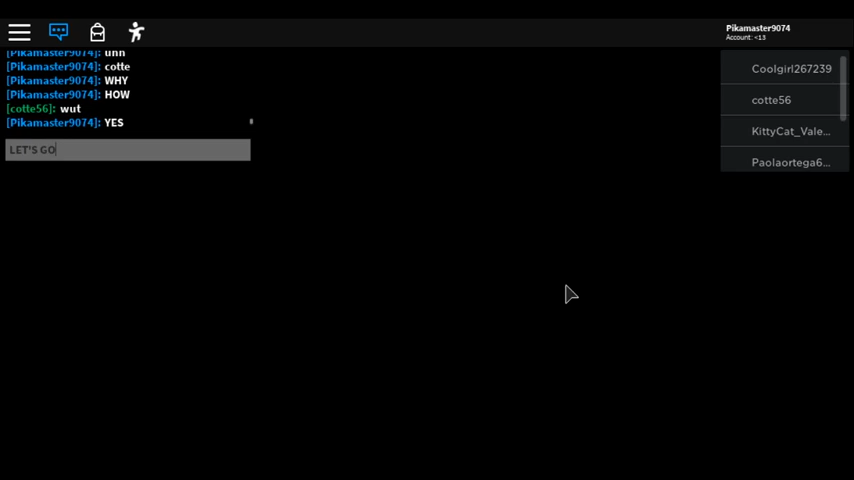 Pikamaster9074
Account: <13
[Pikamaster9074]: unn
[Pikamaster9074]: cotte
[Pikamaster9074]: WHY
[Pikamaster9074]: HOW
[cotte56]: wut
[Pikamaster9074]: YES
LET'S GO
Coolgirl267239
cotte56
KittyCat_Vale...
Paolaortega6...